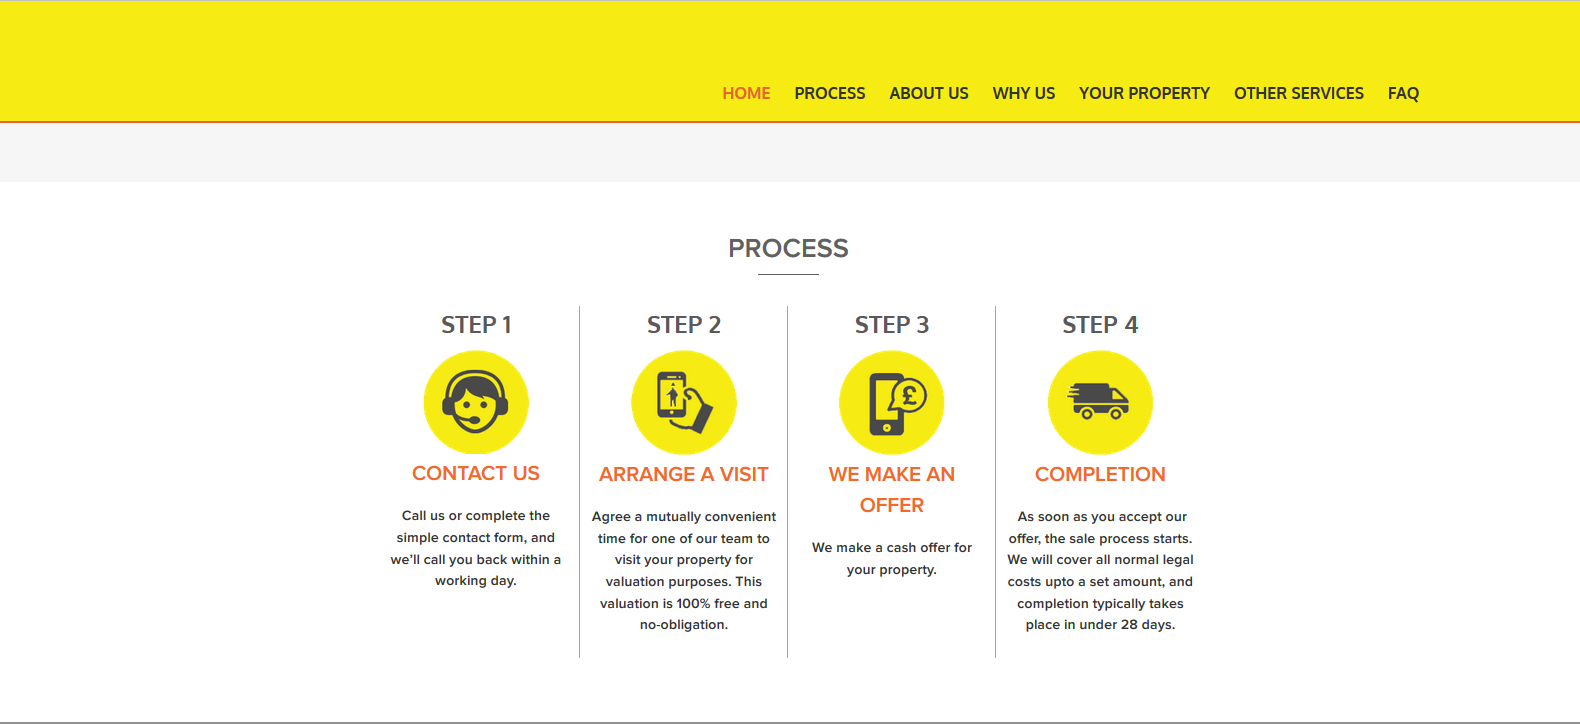 HOME PROCESS ABOUT US WHY US YOUR PROPERTY OTHER SERVICES FAQ
PROCESS
STEP 1
CONTACT US
Call us or complete the
simple contact form, and
we'll call you back within a
working day.
STEP 2
ARRANGE A VISIT
Agree a mutually convenient
time for one of our team to
visit your property for
valuation purposes. This
valuation is 100% free and
no-obligation.
STEP 3
£
WE MAKE AN
OFFER
We make a cash offer for
your property.
STEP 4
COMPLETION
As soon as you accept our
offer, the sale process starts.
We will cover all normal legal
costs upto a set amount, and
completion typically takes
place in under 28 days.